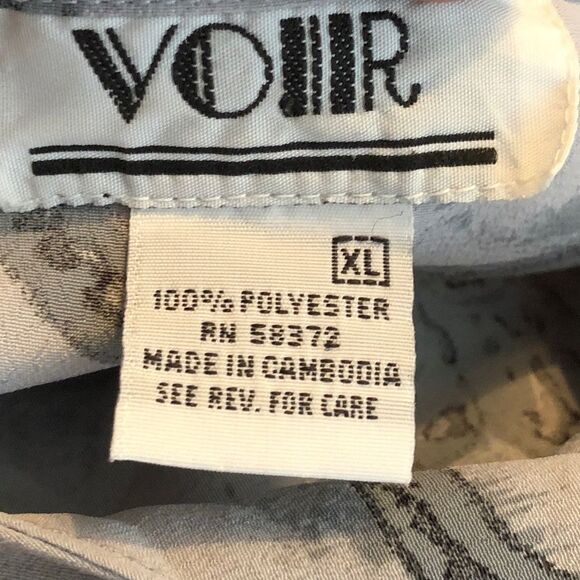 VOIR
XL
100% POLYESTER
RN 58372
MADE IN CAMBODIA
SEE REV. FOR CARE